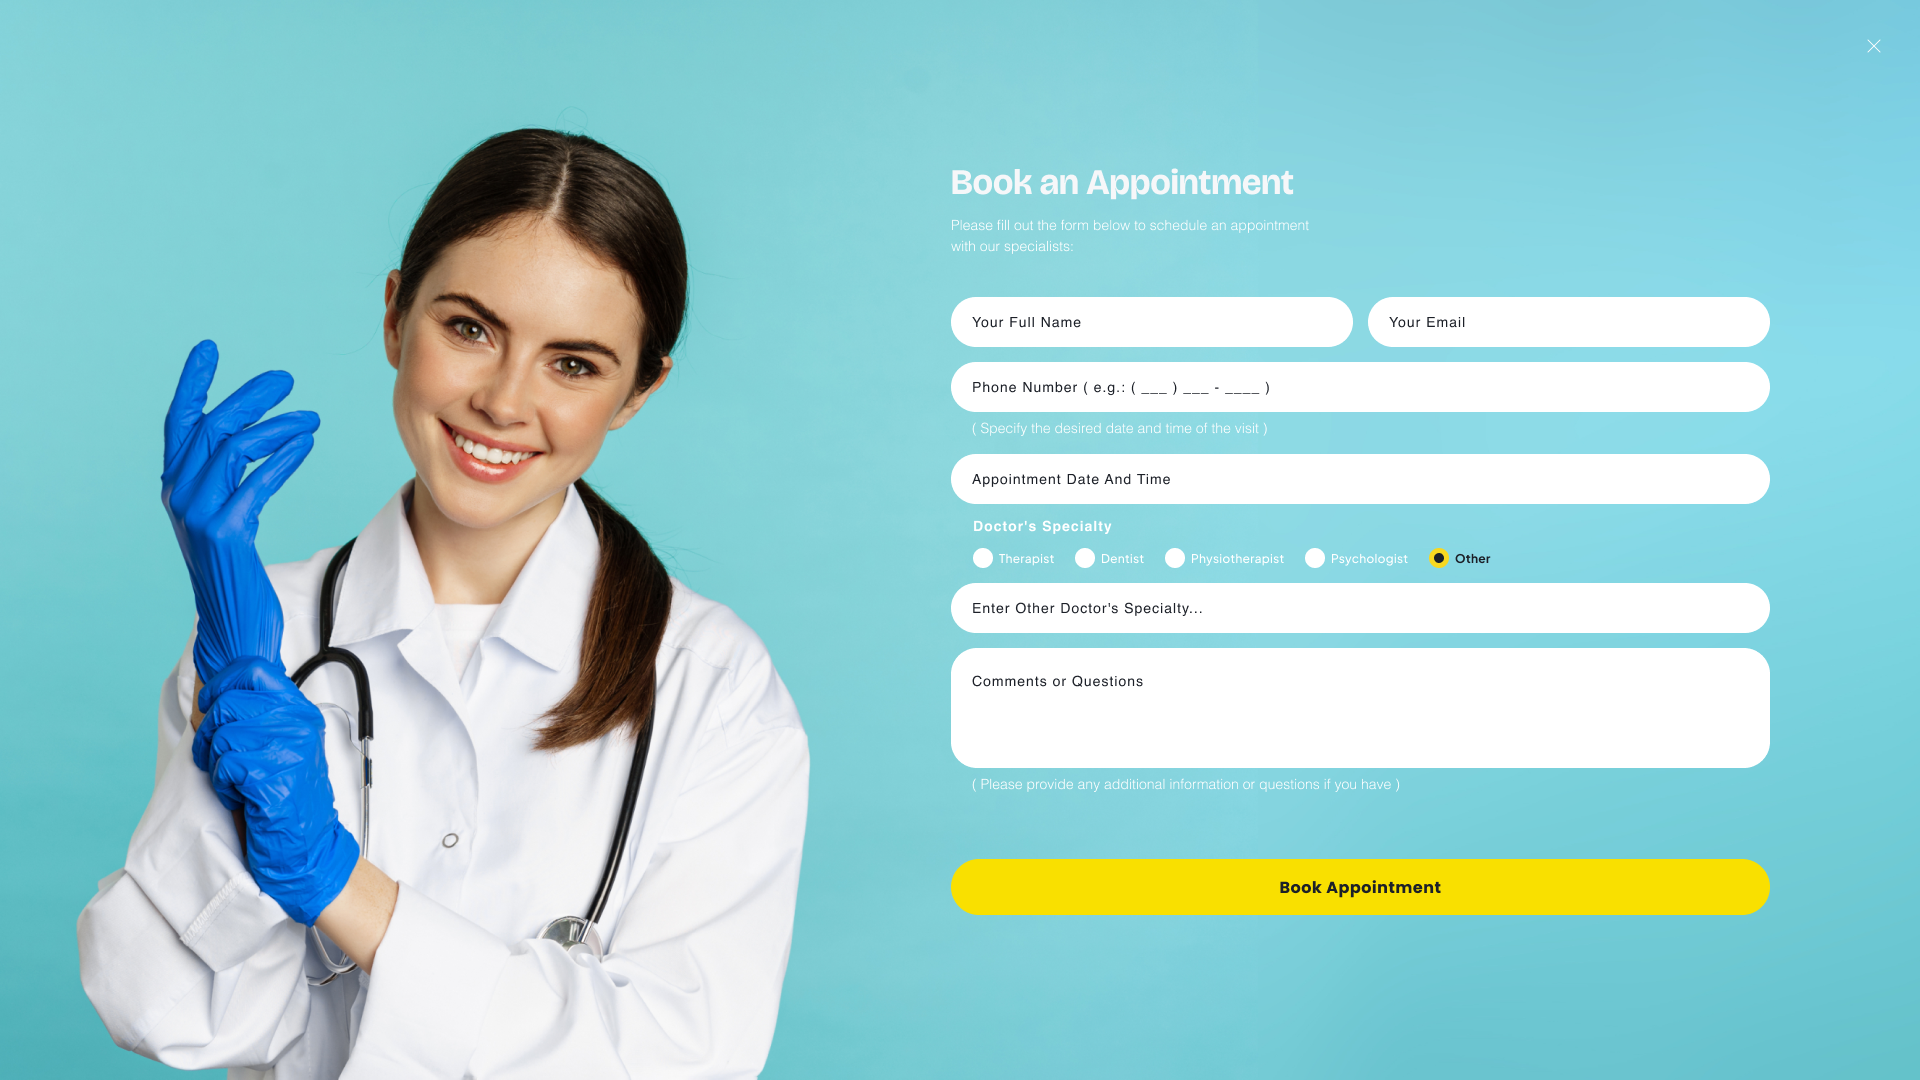 Book an Appointment
Please fill out the form below to schedule an appointment
with our specialists:
Your Full Name
Your Email
Phone Number ( e.g.: ( ___ ) ___ - ____ )
( Specify the desired date and time of the visit )
Appointment Date And Time
Doctor's Specialty
Therapist Dentist Physiotherapist Psychologist Other
Enter Other Doctor's Specialty...
Comments or Questions
( Please provide any additional information or questions if you have )
Book Appointment